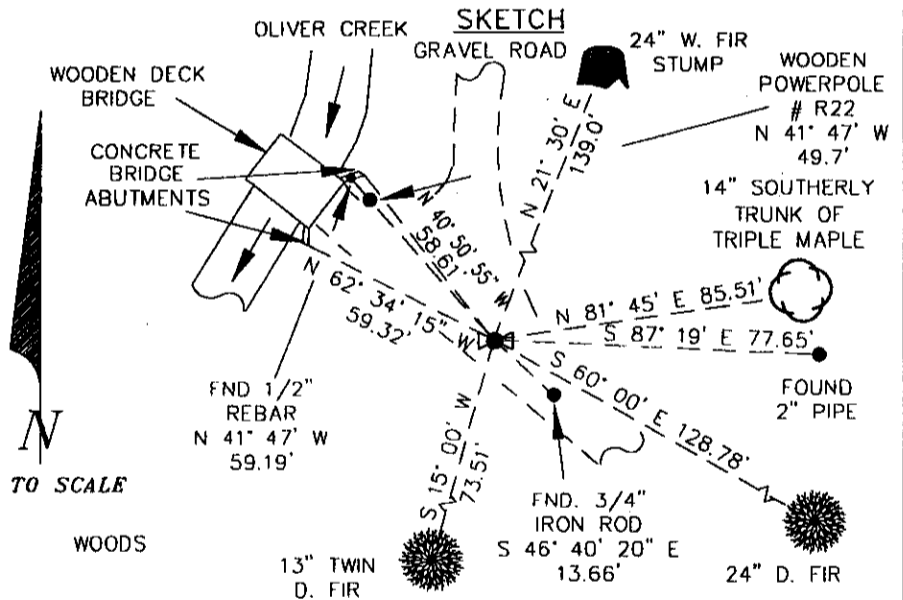 SKETCH
OLIVER CREEK
GRAVEL ROAD
24" W. FIR
STUMP
WOODEN
POWERPOLE
# R22
N 41° 47' W
49.7'
WOODEN DECK
BRIDGE
CONCRETE
BRIDGE
ABUTMENTS
N 21° 30' E
139.0'
14" SOUTHERLY
TRUNK OF
TRIPLE MAPLE
N 40° 50' 55" W
58.61'
N 62° 34' 15" W
59.32'
N 81° 45' E 85.51'
S 87° 19' E 77.65'
FOUND
2" PIPE
S 60° 00' E 128.78'
FND 1/2"
REBAR
N 41° 47' W
59.19'
N
TO SCALE
WOODS
S 15° 00' W
73.51'
13" TWIN
D. FIR
FND. 3/4"
IRON ROD
S 46° 40' 20" E
13.66'
24" D. FIR